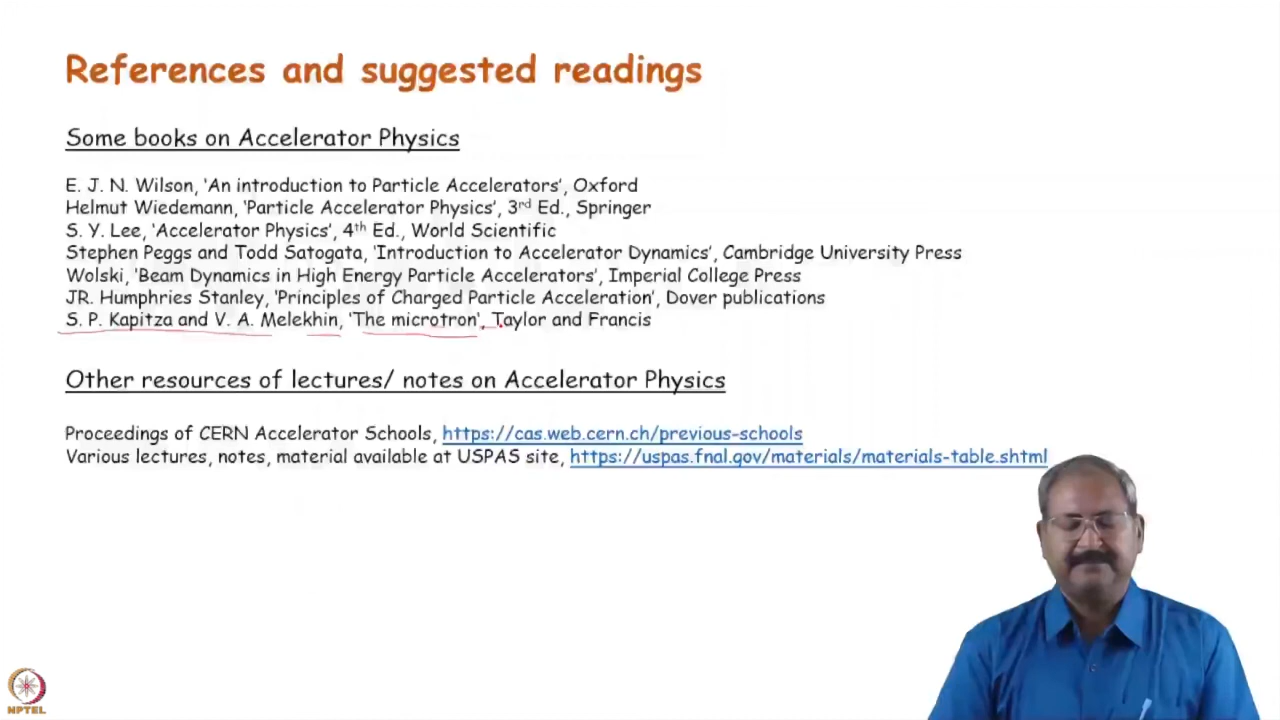 References and suggested readings
Some books on Accelerator Physics
E. J. N. Wilson, ‘An introduction to Particle Accelerators’, Oxford
Helmut Wiedemann, ‘Particle Accelerator Physics’, 3rd Ed., Springer
S. Y. Lee, ‘Accelerator Physics’, 4th Ed., World Scientific
Stephen Peggs and Todd Satogata, ‘Introduction to Accelerator Dynamics’, Cambridge University Press
Wolski, ‘Beam Dynamics in High Energy Particle Accelerators’, Imperial College Press
JR. Humphries Stanley, ‘Principles of Charged Particle Acceleration’, Dover publications
S. P. Kapitza and V. A. Melekhin, ‘The microtron‘, Taylor and Francis
Other resources of lectures/ notes on Accelerator Physics
Proceedings of CERN Accelerator Schools, https://cas.web.cern.ch/previous-schools
Various lectures, notes, material available at USPAS site, https://uspas.fnal.gov/materials/materials-table.shtml
NPTEL